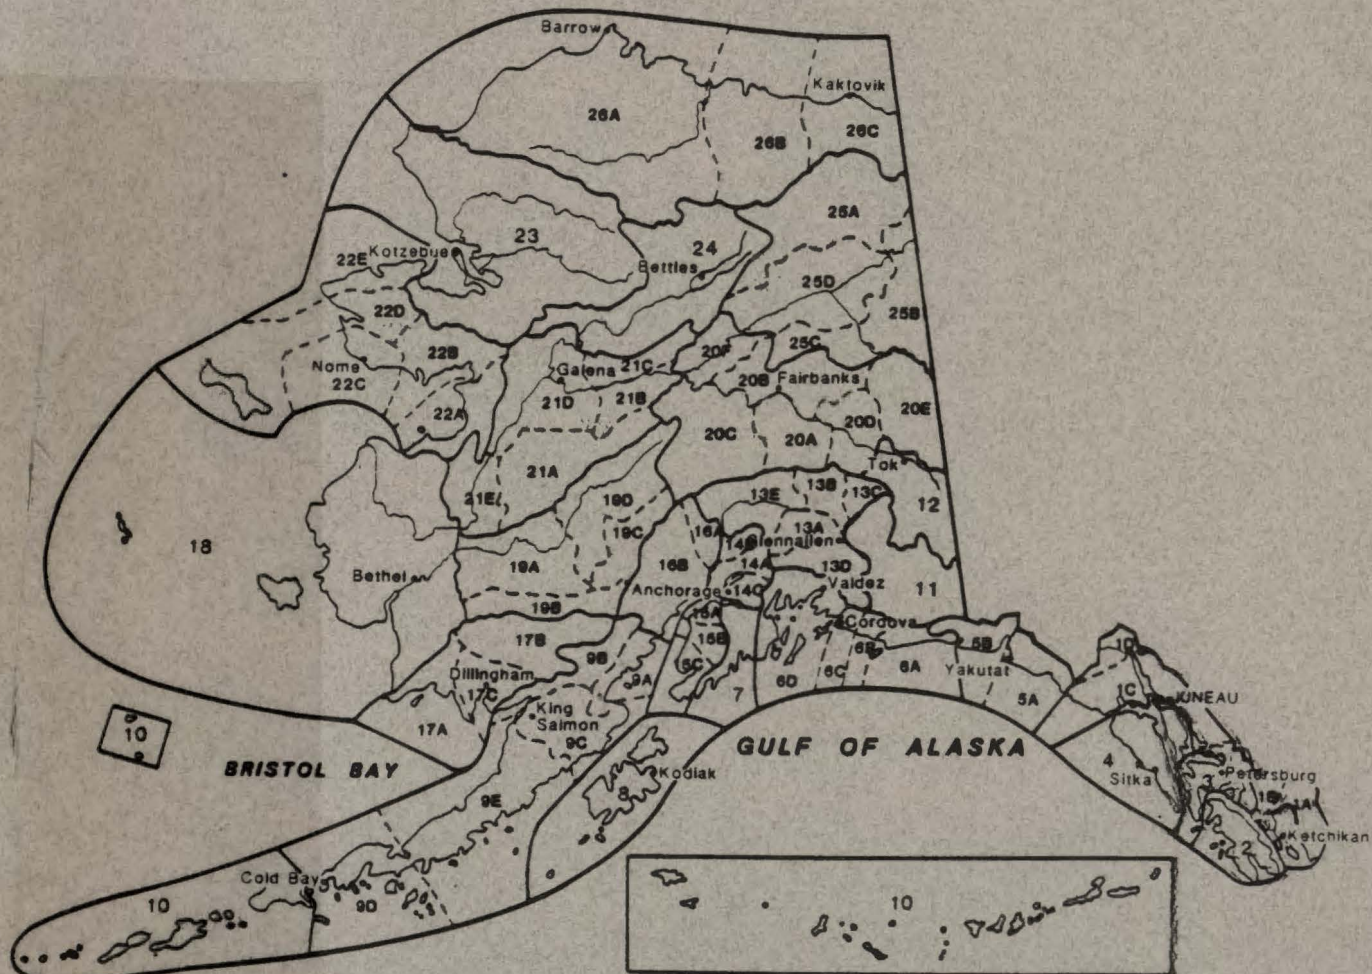 Barrow
Kaktovik
26A
26B
26C
25A
23
24
22E
Kotzebue
Bettles
25D
22D
25B
22B
20F
25C
Nome
22C
Galena
21C
20B
Fairbanks
22A
21D
21B
20E
20D
20C
20A
21A
Tok
21E
13B
13C
13E
19D
12
19C
16A
13A
18
Glennallen
14B
16B
14A
13D
19A
Bethel
Anchorage
14C
Valdez
11
19B
15A
Cordova
17B
15B
5B
6B
1D
9B
6A
Yakutat
Dillingham
15C
9A
6D
6C
1C
17C
7
5A
JUNEAU
King
Salmon
17A
9C
10
GULF OF ALASKA
BRISTOL BAY
4
Sitka
3
Petersburg
Kodiak
8
9E
1B
1A
Ketchikan
2
Cold Bay
10
9D
10